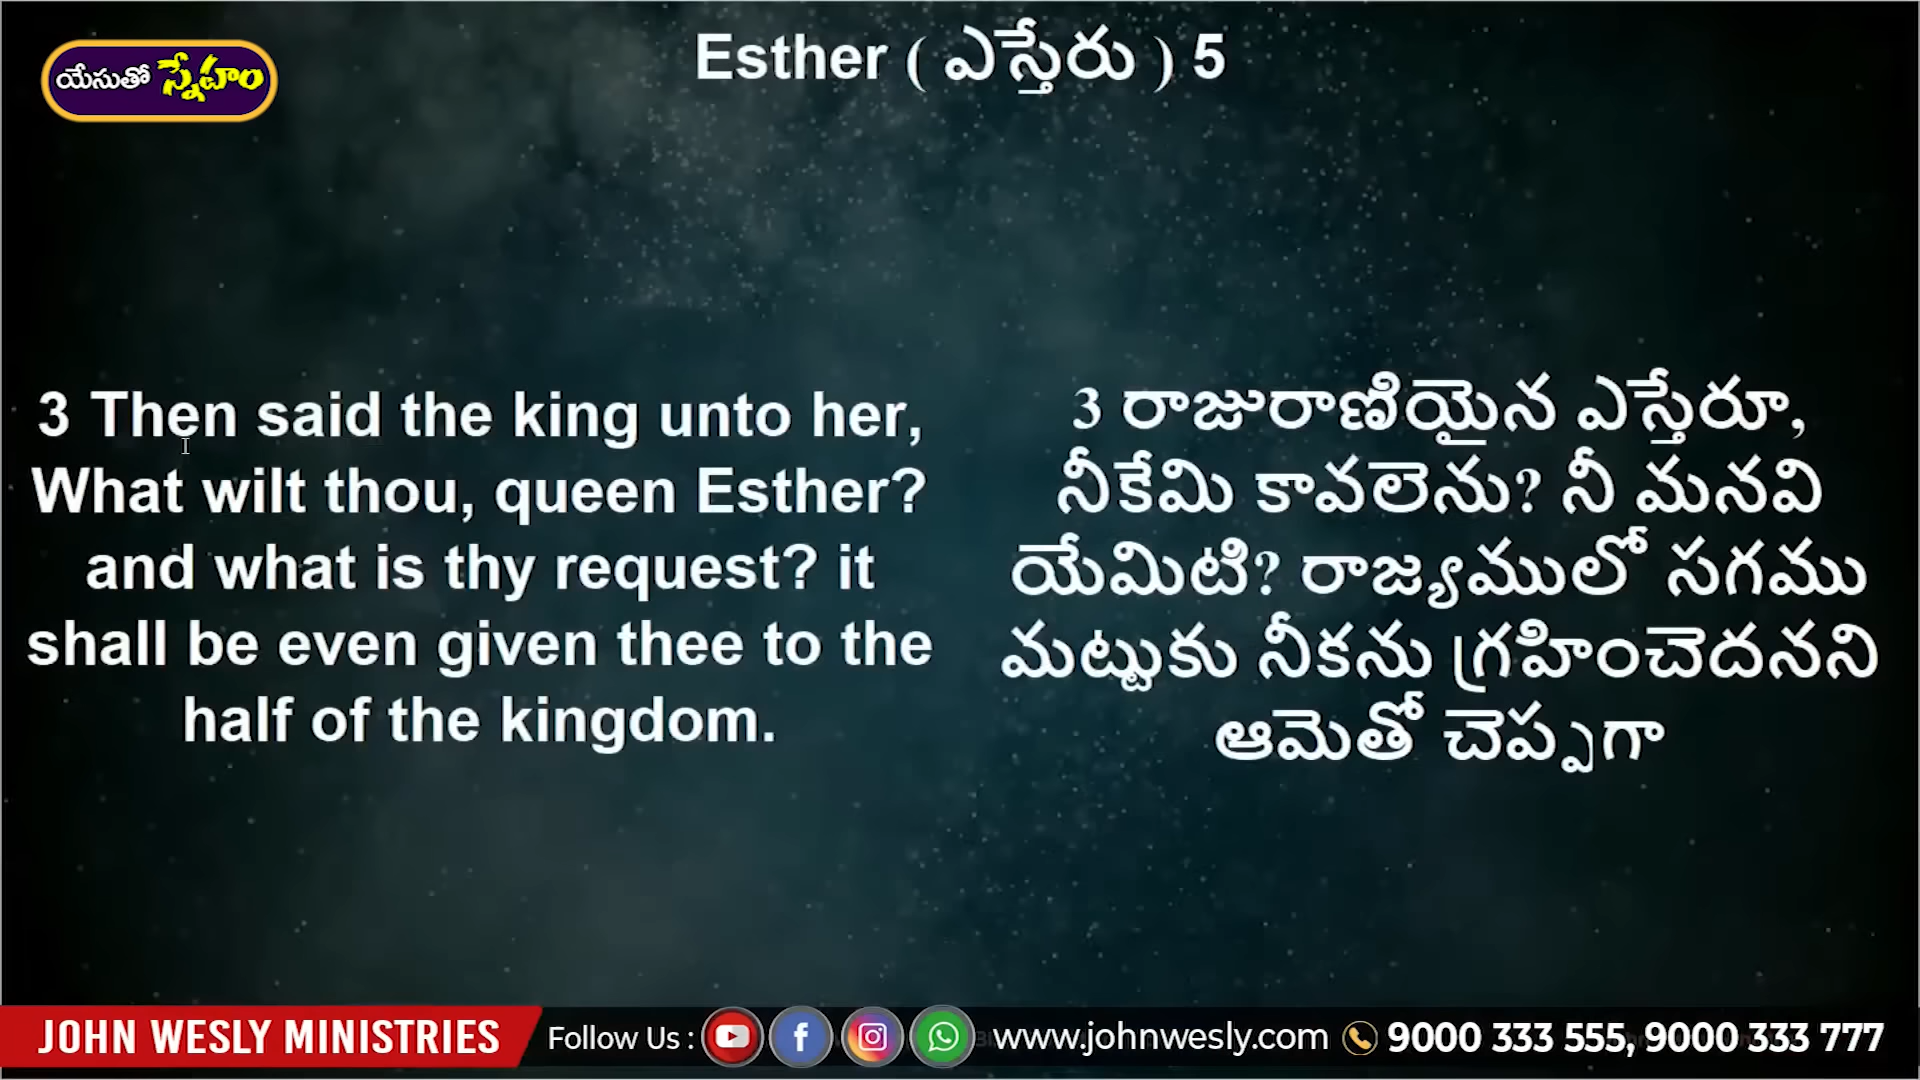 Esther ( ఎస్తేరు ) 5
యేసుతో స్నేహం
3 Then said the king unto her,
What wilt thou, queen Esther?
and what is thy request? it
shall be even given thee to the
half of the kingdom.
3 రాజురాణియైన ఎస్తేరూ,
నీకేమి కావలెను? నీ మనవి
యేమిటి? రాజ్యములో సగము
మట్టుకు నీకను గ్రహించెదనని
ఆమెతో చెప్పగా
JOHN WESLY MINISTRIES
Follow Us :
www.johnwesly.com
9000 333 555, 9000 333 777